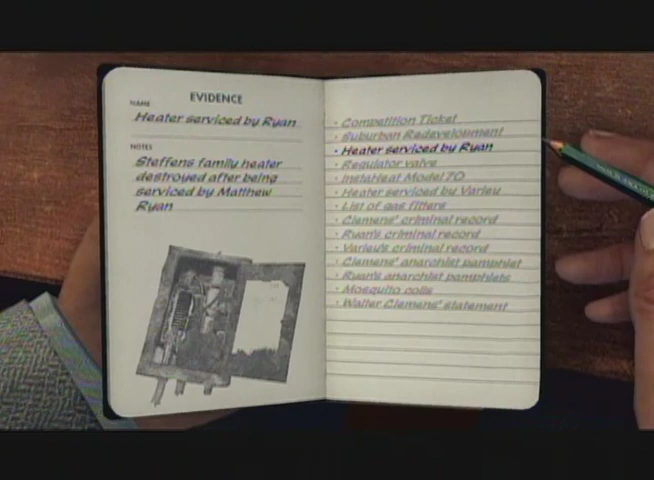 EVIDENCE
NAME
Heater serviced by Ryan
NOTES
Steffens family heater
destroyed after being
serviced by Matthew
Ryan
· Competition Ticket
· Suburban Redevelopment
· Heater serviced by Ryan
· Regulator valve
· InstaHeat Model 70
· Heater serviced by Varley
· List of gas fitters
· Clemens' criminal record
· Ryan's criminal record
· Varley's criminal record
· Clemens' anarchist pamphlet
· Ryan's anarchist pamphlets
· Mosquito coils
· Walter Clemens' statement